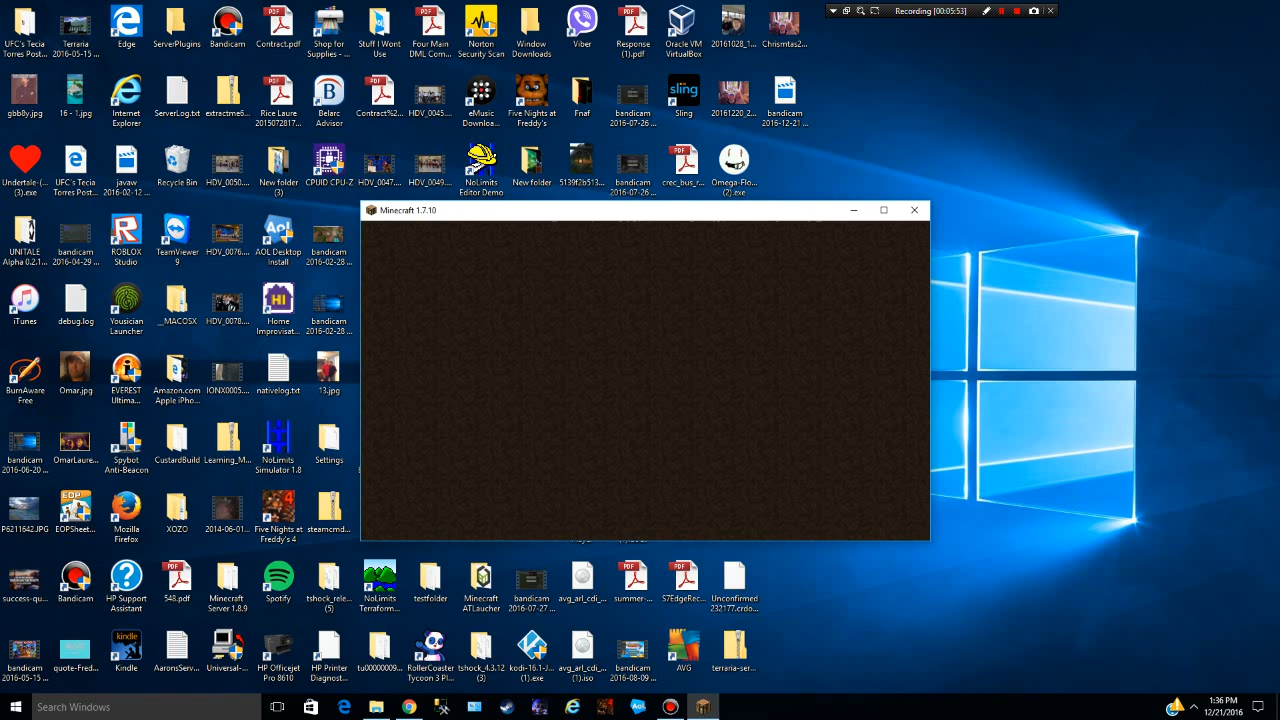 Recording [00:05:53]
UFC's Tecia
Torres Post...
Terraria
2016-05-15 ...
Edge
ServerPlugins
Bandicam
Contract.pdf
Shop for
Supplies - ...
Stuff I Wont
Use
Four Main
DML Com...
Norton
Security Scan
Window
Downloads
Viber
Response
(1).pdf
Oracle VM
VirtualBox
20161028_1...
Chrismtas2...
gbb8y.jpg
16 - 1.jpg
Internet
Explorer
ServerLog.txt
extractme6...
Rice Laure
2015072817...
Belarc
Advisor
Contract%2...
HDV_0045....
eMusic
Downloa...
Five Nights at
Freddy's
Fnaf
bandicam
2016-07-26 ...
sling
Sling
20161220_2...
bandicam
2016-12-21...
Undertale-(...
(3).exe
UFC's Tecia
Torres Post...
javaw
2016-02-12 ...
Recycle Bin
HDV_0050....
New folder
(3)
CPUID CPU-Z
HDV_0047....
HDV_0049....
NoLimits
Editor Demo
New folder
5139f2b513...
bandicam
2016-07-26 ...
crec_bus_r...
Omega-Flo...
(2).exe
Minecraft 1.7.10
UNITALE
Alpha 0.2.1...
bandicam
2016-04-29 ...
ROBLOX
Studio
TeamViewer
9
HDV_0076....
Aol
AOL Desktop
Install
bandicam
2016-02-28 ...
iTunes
debug.log
Yousician
Launcher
__MACOSX
HDV_0078....
HI
Home
Improvisat...
bandicam
2016-02-28 ...
BurnAware
Free
Omar.jpg
EVEREST
Ultima...
Amazon.com
Apple iPho...
IONX0005....
nativelog.txt
13.jpg
bandicam
2016-06-20 ...
OmarLaure...
Spybot
Anti-Beacon
CustardBuild
Learning_M...
NoLimits
Simulator 1.8
Settings
P6211642.JPG
EOP
EOPSheet...
Mozilla
Firefox
XOZO
2014-06-01...
4
Five Nights at
Freddy's 4
steamcmd...
success-qu...
Bandicam
HP Support
Assistant
548.pdf
Minecraft
Server 1.8.9
Spotify
tshock_rele...
(5)
NoLimits
Terraform...
testfolder
Minecraft
ATLaucher
bandicam
2016-07-27 ...
avg_arl_cdi_...
(1).exe
summer-...
S7EdgeRec...
Unconfirmed
232177.crdo...
bandicam
2016-05-15 ...
quote-Fred...
kindle
Kindle
AaronsServ...
Universal-...
HP Officejet
Pro 8610
HP Printer
Diagnost...
tu00000009...
RollerCoaster
Tycoon 3 Pl...
tshock_4.3.12
(3)
kodi-16.1-J...
(1).exe
avg_arl_cdi_...
(1).iso
bandicam
2016-08-09 ...
AVG
terraria-ser...
Search Windows
Aol
1:36 PM
12/21/2016